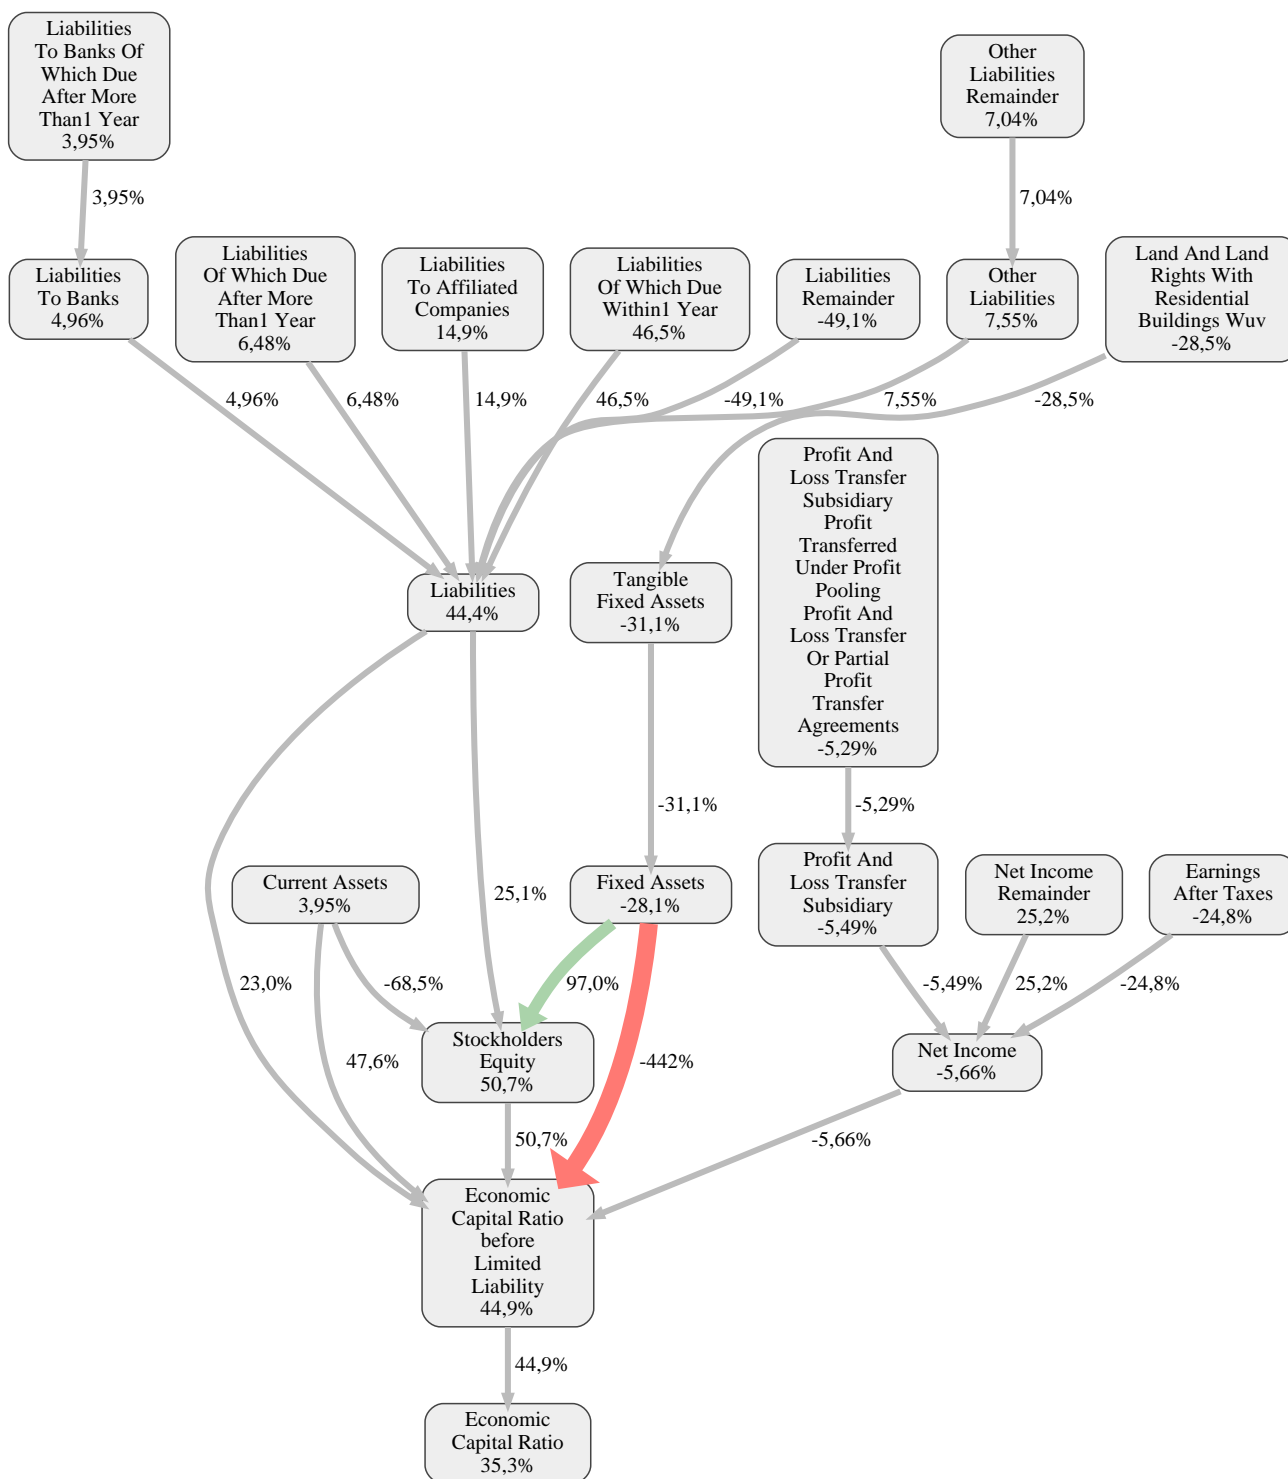 Liabilities
To Banks Of
Which Due
After More
Than1 Year
3,95%
Other
Liabilities
Remainder
7,04%
3,95%
7,04%
Liabilities
To Banks
4,96%
Liabilities
Of Which Due
After More
Than1 Year
6,48%
Liabilities
To Affiliated
Companies
14,9%
Liabilities
Of Which Due
Within1 Year
46,5%
Liabilities
Remainder
-49,1%
Other
Liabilities
7,55%
Land And Land
Rights With
Residential
Buildings Wuv
-28,5%
4,96%
6,48%
14,9%
46,5%
-49,1%
7,55%
-28,5%
Profit And
Loss Transfer
Subsidiary
Profit
Transferred
Under Profit
Pooling
Profit And
Loss Transfer
Or Partial
Profit
Transfer
Agreements
-5,29%
Liabilities
44,4%
Tangible
Fixed Assets
-31,1%
-31,1%
-5,29%
Current Assets
3,95%
25,1%
Fixed Assets
-28,1%
Profit And
Loss Transfer
Subsidiary
-5,49%
Net Income
Remainder
25,2%
Earnings
After Taxes
-24,8%
23,0%
-68,5%
97,0%
-5,49%
25,2%
-24,8%
47,6%
Stockholders
Equity
50,7%
-442%
Net Income
-5,66%
50,7%
-5,66%
Economic
Capital Ratio
before
Limited
Liability
44,9%
44,9%
Economic
Capital Ratio
35,3%